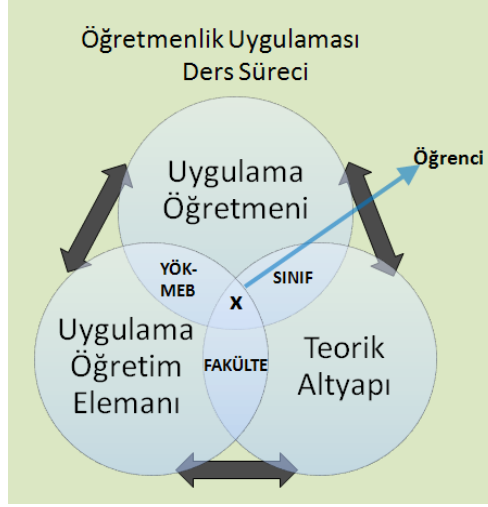 Öğretmenlik Uygulaması
Ders Süreci
Öğrenci
Uygulama
Öğretmeni
YÖK-
MEB
SINIF
x
Uygulama
Öğretim
Elemanı
FAKÜLTE
Teorik
Altyapı